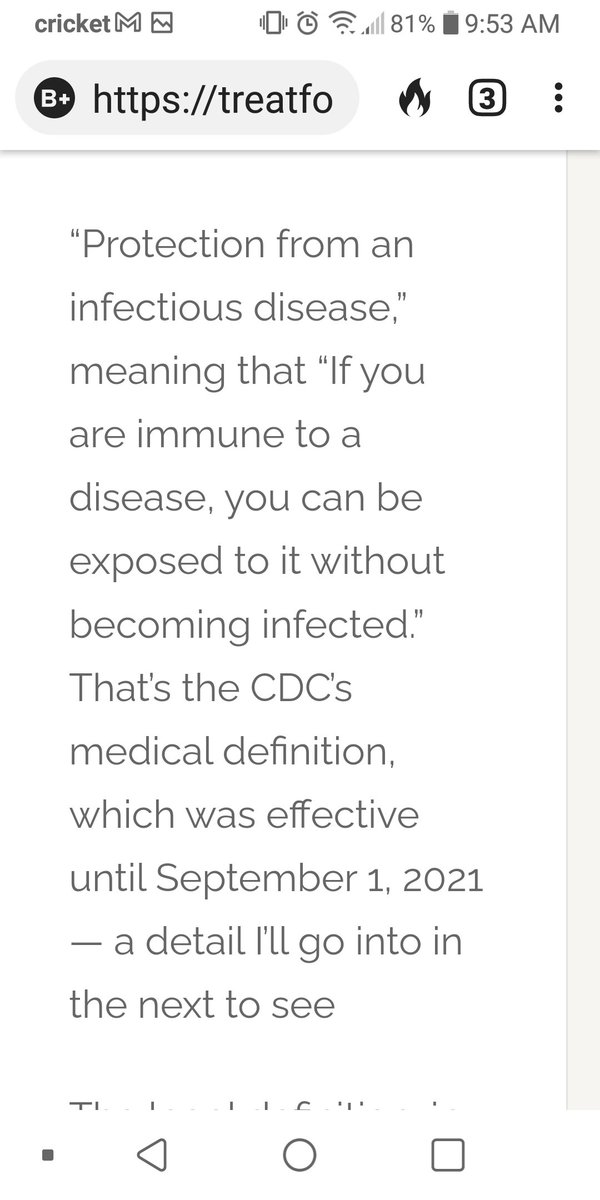 cricket 81% 9:53 AM
B+ https://treatfo 3
“Protection from an
infectious disease,”
meaning that “If you
are immune to a
disease, you can be
exposed to it without
becoming infected.”
That’s the CDC’s
medical definition,
which was effective
until September 1, 2021
— a detail I’ll go into in
the next to see